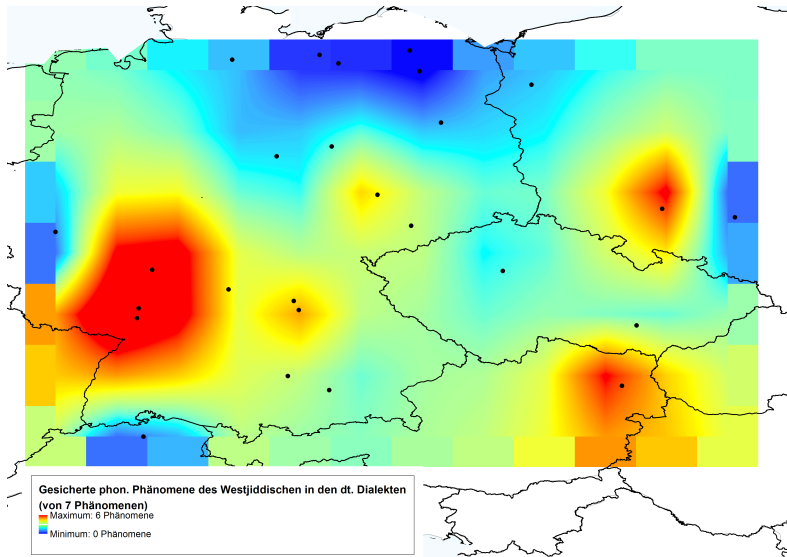 Gesicherte phon. Phänomene des Westjiddischen in den dt. Dialekten
(von 7 Phänomenen)
Maximum: 6 Phänomene
Minimum: 0 Phänomene